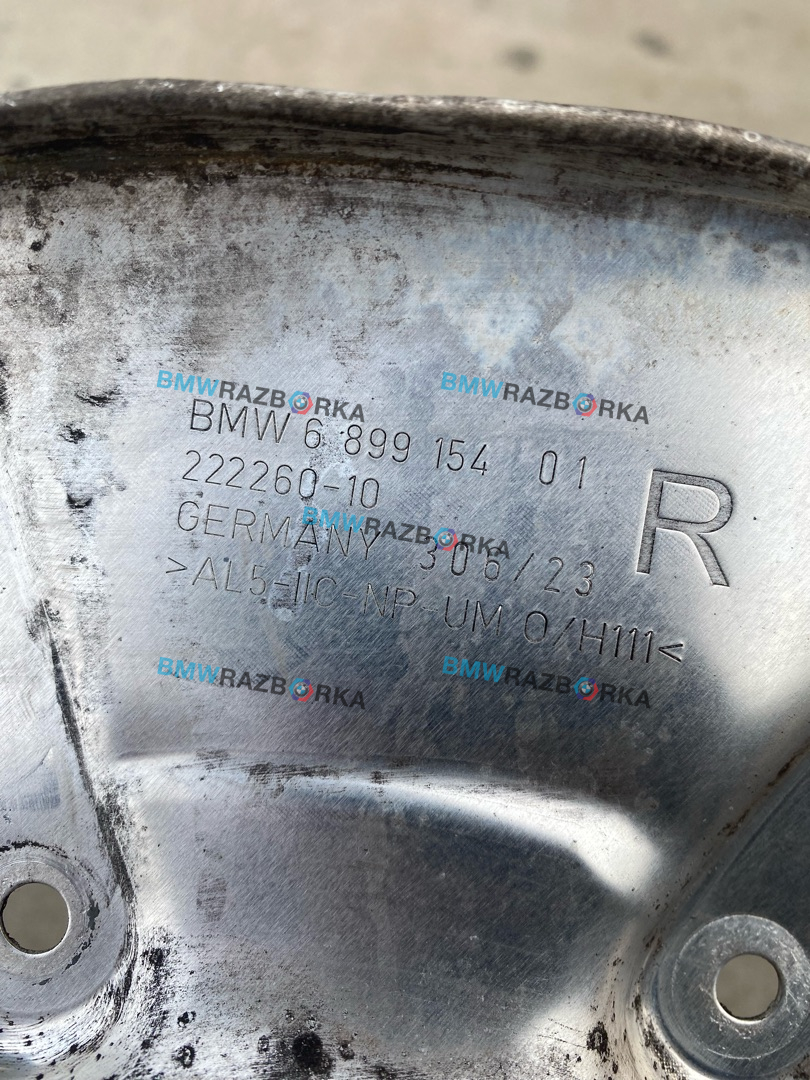 BMWRAZBORKA
BMWRAZBORKA
BMW 6 899 154 01
222260-10
R
BMWRAZBORKA
GERMANY 306/23
>AL5-IIC-NP-UM O/H111<
BMWRAZBORKA
BMWRAZBORKA